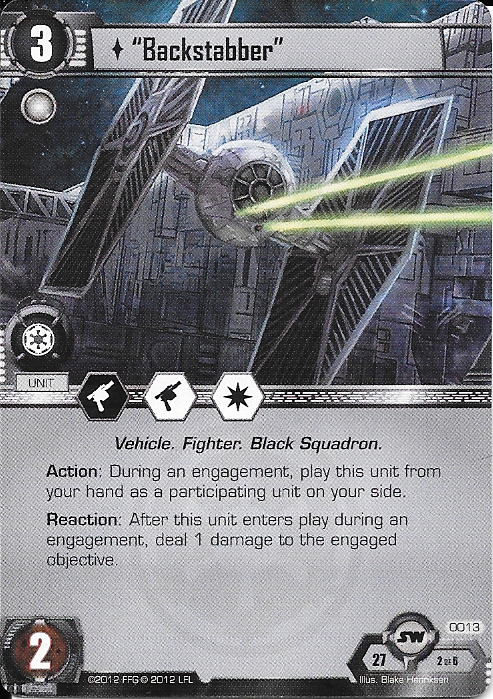 3
"Backstabber"
UNIT
Vehicle. Fighter. Black Squadron.
Action: During an engagement, play this unit from
your hand as a participating unit on your side.
Reaction: After this unit enters play during an
engagement, deal 1 damage to the engaged
objective.
2
0013
SW
27
2 OF 6
©2012 FFG © 2012 LFL
Illus. Blake Henriksen